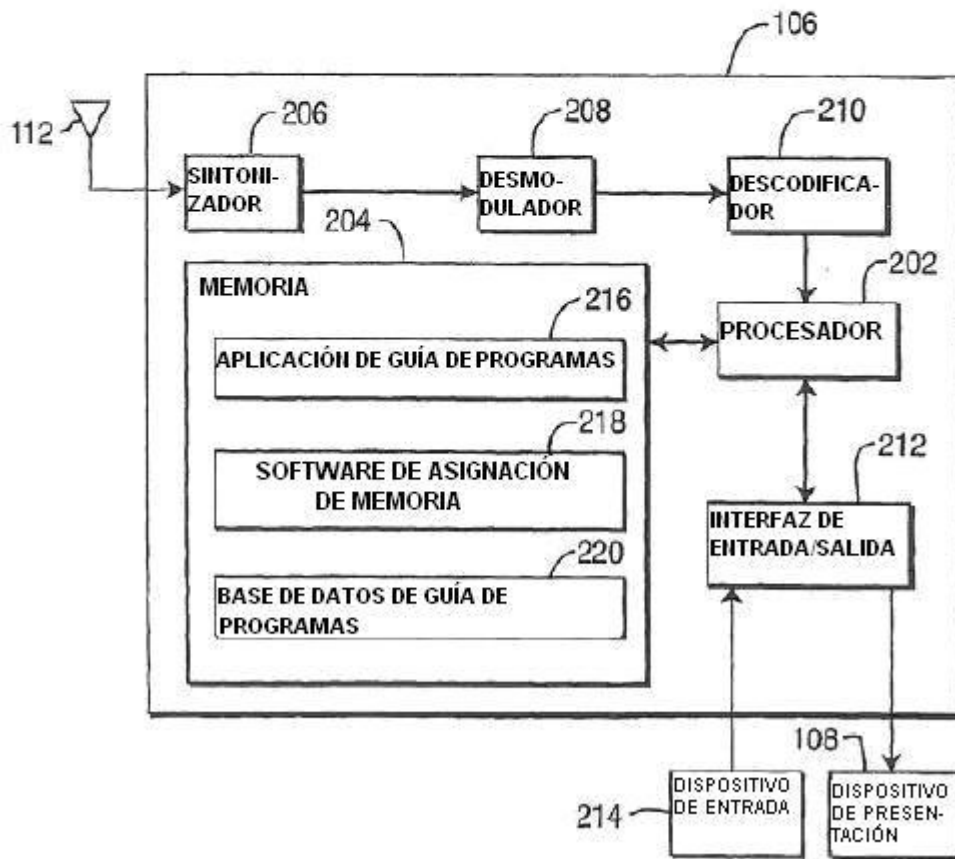 106
112
206
208
210
SINTONI-
ZADOR
DESMO-
DULADOR
DESCODIFICA-
DOR
204
202
MEMORIA
PROCESADOR
216
APLICACIÓN DE GUÍA DE PROGRAMAS
218
SOFTWARE DE ASIGNACIÓN
DE MEMORIA
212
INTERFAZ DE
ENTRADA/SALIDA
220
BASE DE DATOS DE GUÍA DE
PROGRAMAS
108
214
DISPOSITIVO
DE ENTRADA
DISPOSITIVO
DE PRESEN-
TACIÓN